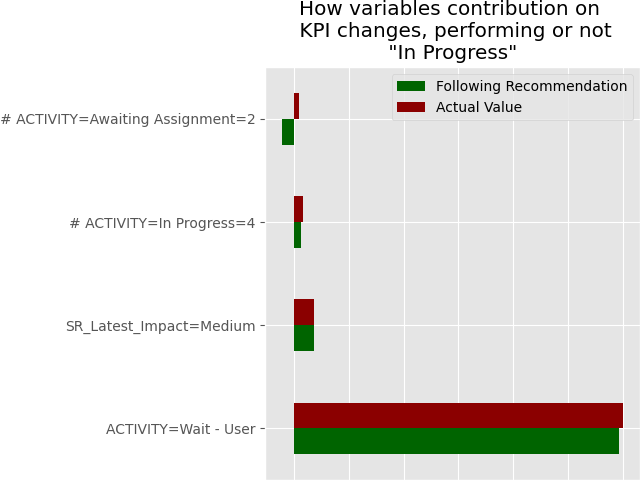 How variables contribution on
KPI changes, performing or not
"In Progress"
Following Recommendation
Actual Value
# ACTIVITY=Awaiting Assignment=2
# ACTIVITY=In Progress=4
SR_Latest_Impact=Medium
ACTIVITY=Wait - User